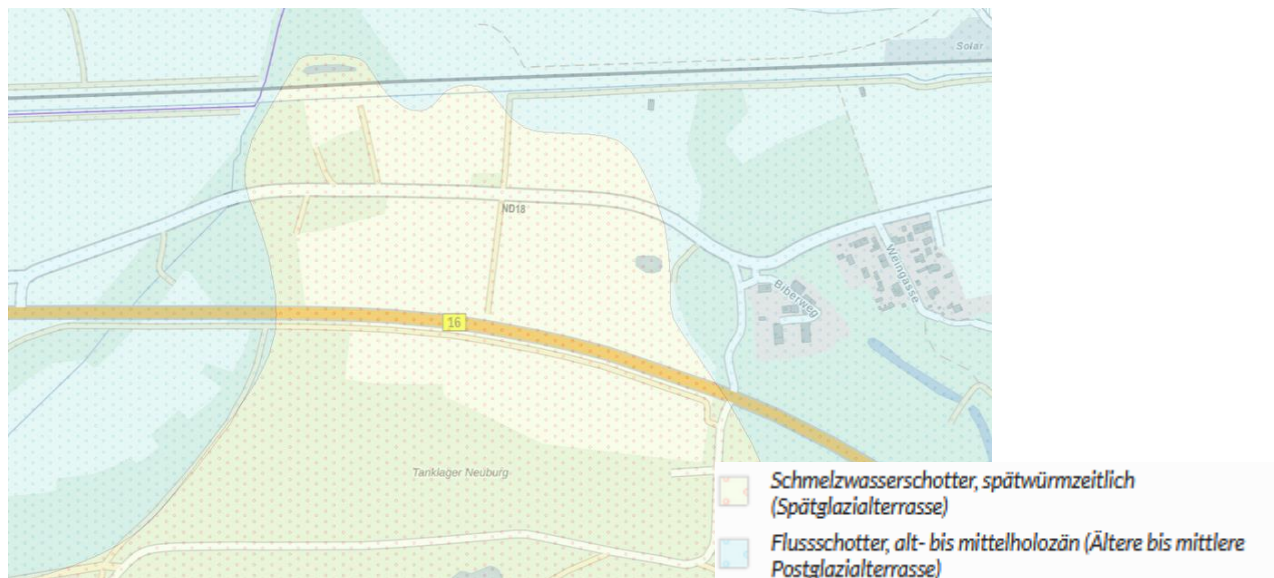 Solar
ND18
Weingasse
Biberweg
16
Tanklager Neuburg
Schmelzwasserschotter, spätwürmzeitlich
(Spätglazialterrasse)
Flussschotter, alt- bis mittelholozän (Ältere bis mittlere
Postglazialterrasse)